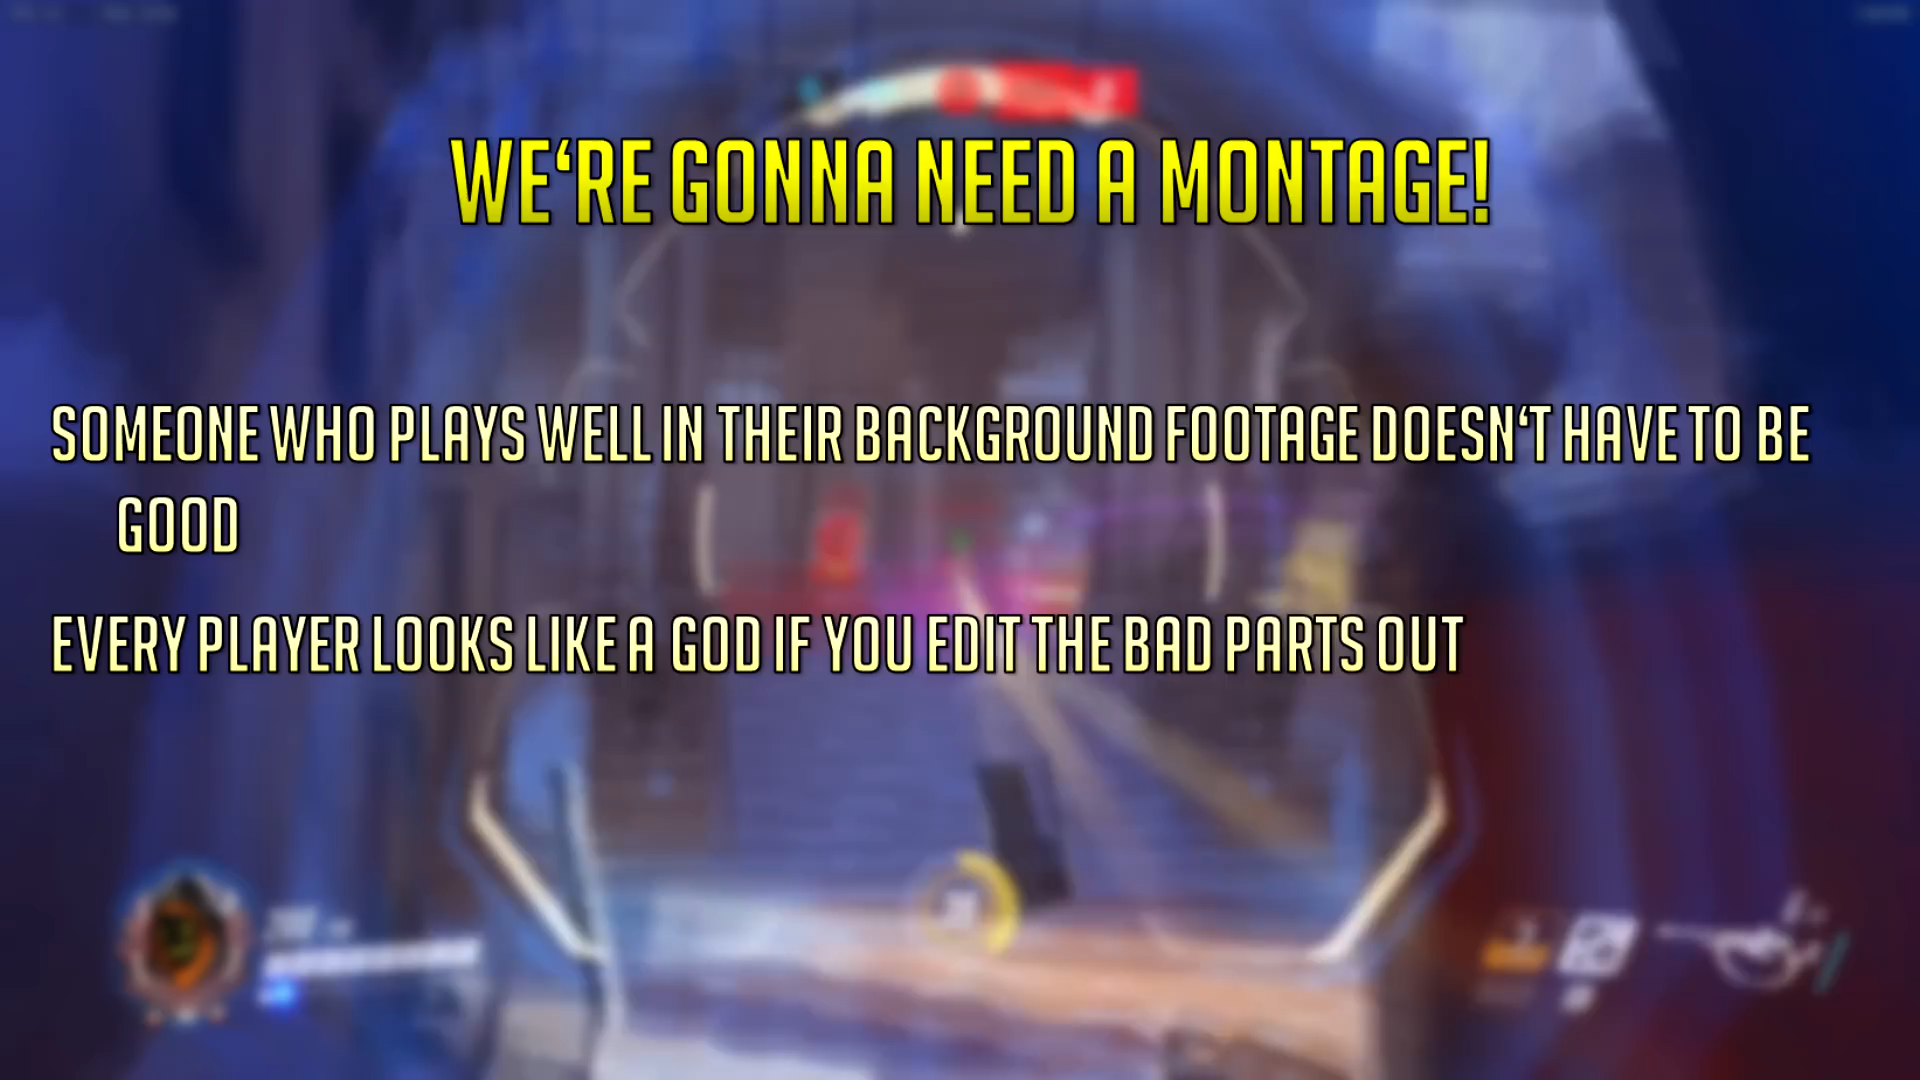 WE‘RE GONNA NEED A MONTAGE!
SOMEONE WHO PLAYS WELL IN THEIR BACKGROUND FOOTAGE DOESN‘T HAVE TO BE
GOOD
EVERY PLAYER LOOKS LIKE A GOD IF YOU EDIT THE BAD PARTS OUT